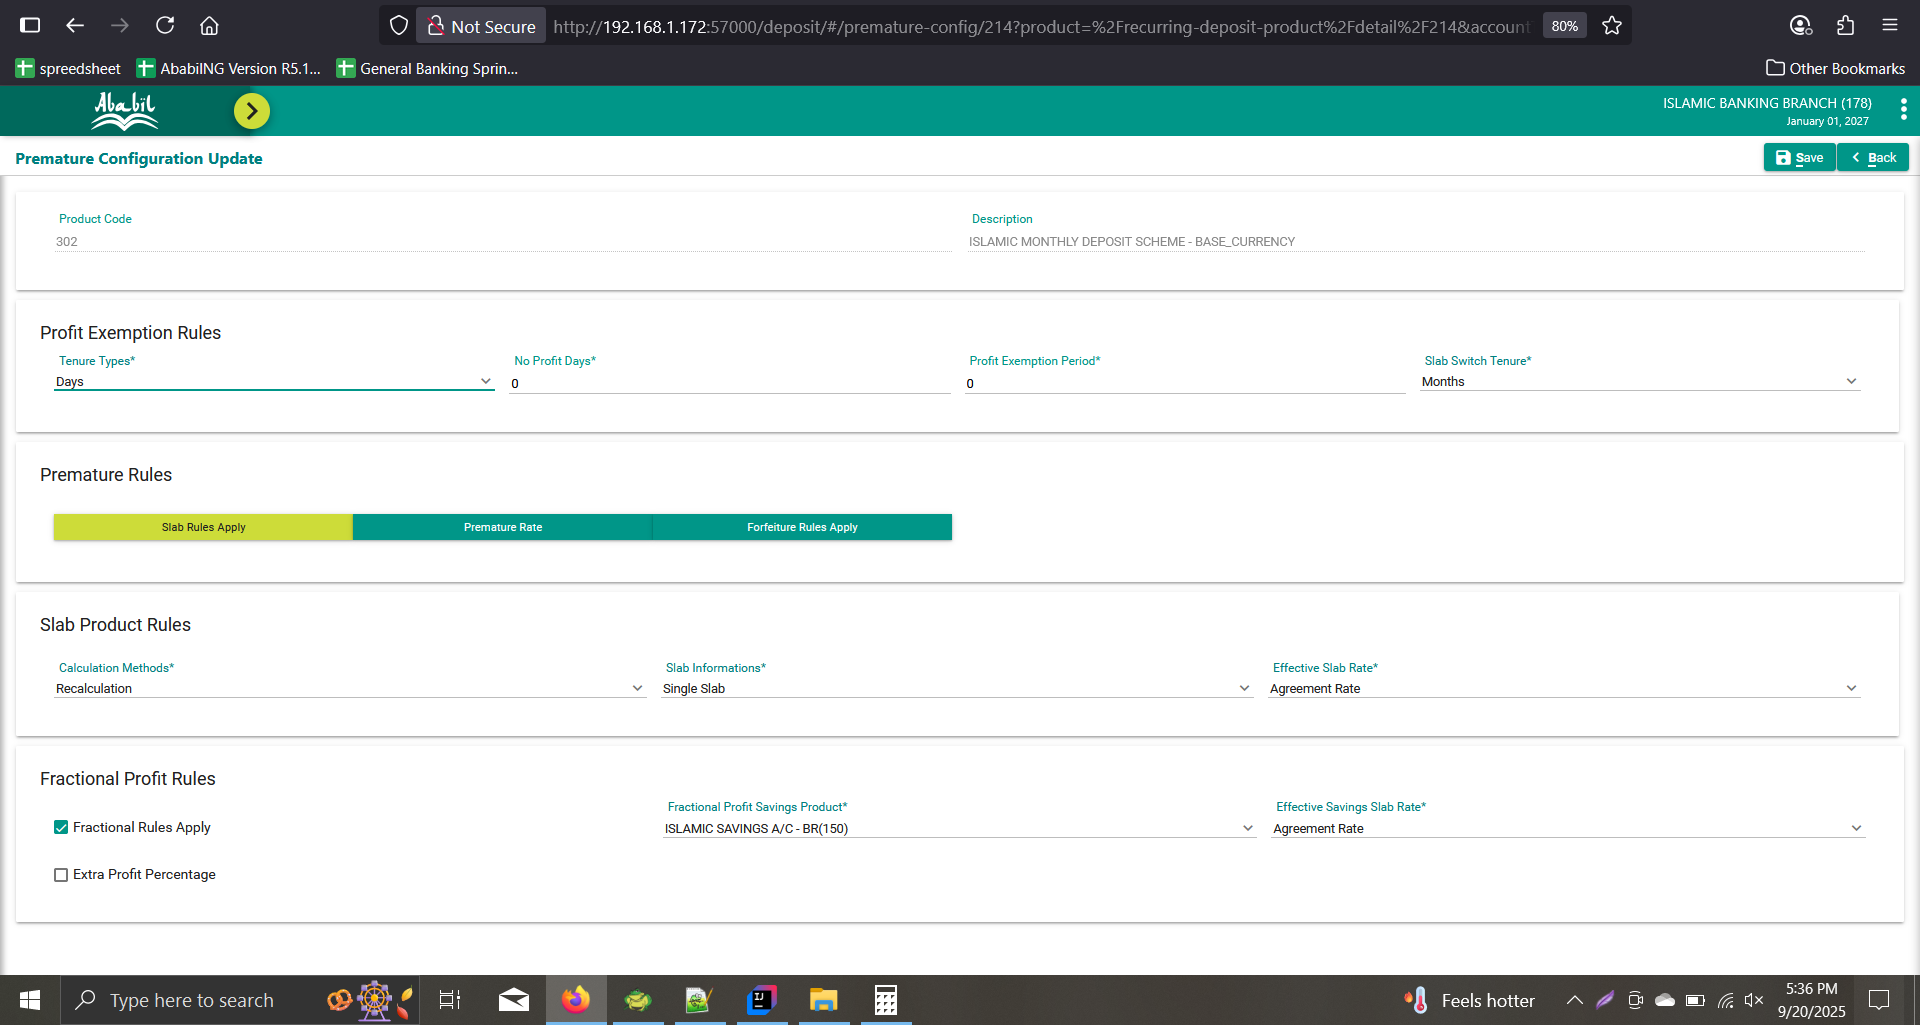 Not Secure http://192.168.1.172:57000/deposit/#/premature-config/214?product=%2Frecurring-deposit-product%2Fdetail%2F214&account 80%
spreedsheet AbabilNG Version R5.1... General Banking Sprin... Other Bookmarks
Ababil ISLAMIC BANKING BRANCH (178)
January 01, 2027
Premature Configuration Update Save Back
Product Code Description
302 ISLAMIC MONTHLY DEPOSIT SCHEME - BASE_CURRENCY
Profit Exemption Rules
Tenure Types* No Profit Days* Profit Exemption Period* Slab Switch Tenure*
Days 0 0 Months
Premature Rules
Slab Rules Apply Premature Rate Forfeiture Rules Apply
Slab Product Rules
Calculation Methods* Slab Informations* Effective Slab Rate*
Recalculation Single Slab Agreement Rate
Fractional Profit Rules
Fractional Profit Savings Product* Effective Savings Slab Rate*
Fractional Rules Apply ISLAMIC SAVINGS A/C - BR(150) Agreement Rate
Extra Profit Percentage
Type here to search Feels hotter 5:36 PM
9/20/2025